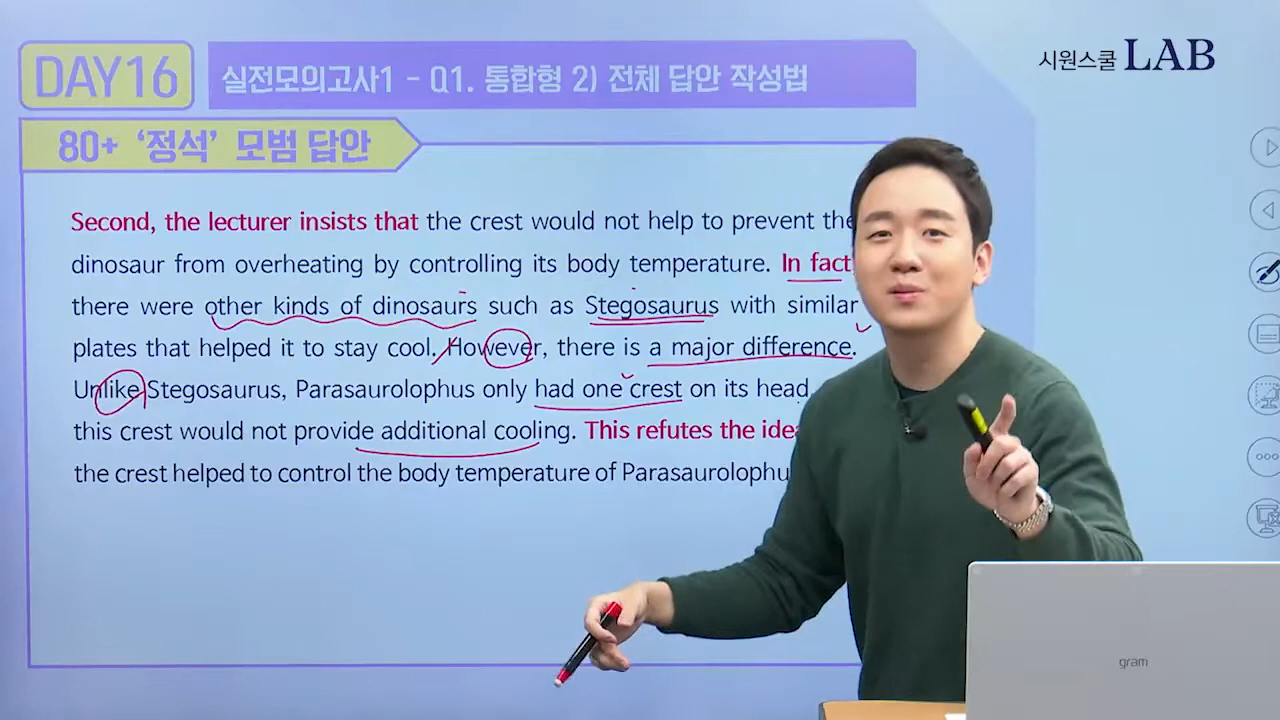 시원스쿨 LAB
DAY16
실전모의고사1 - Q1. 통합형 2) 전체 답안 작성법
80+ ‘정석’ 모범 답안
Second, the lecturer insists that the crest would not help to prevent the
dinosaur from overheating by controlling its body temperature. In fact
there were other kinds of dinosaurs such as Stegosaurus with similar
plates that helped it to stay cool. However, there is a major difference.
Unlike Stegosaurus, Parasaurolophus only had one crest on its head,
this crest would not provide additional cooling. This refutes the idea
the crest helped to control the body temperature of
gram